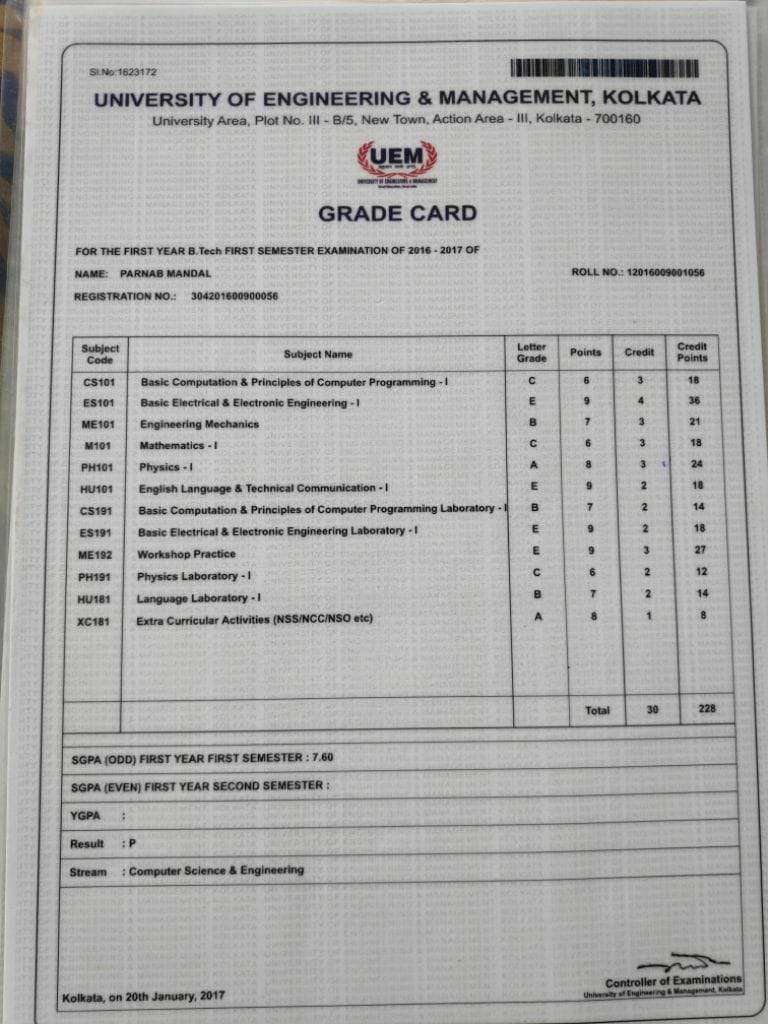 Sl.No:1623172
UNIVERSITY OF ENGINEERING & MANAGEMENT, KOLKATA
University Area, Plot No. III - B/5, New Town, Action Area - III, Kolkata - 700160
UEM
UNIVERSITY OF ENGINEERING & MANAGEMENT
GRADE CARD
FOR THE FIRST YEAR B.Tech FIRST SEMESTER EXAMINATION OF 2016 - 2017 OF
NAME: PARNAB MANDAL ROLL NO.: 12016009001056
REGISTRATION NO.: 304201600900056
Subject Code Subject Name Letter Grade Points Credit Credit Points
CS101 Basic Computation & Principles of Computer Programming - I C 6 3 18
ES101 Basic Electrical & Electronic Engineering - I E 9 4 36
ME101 Engineering Mechanics B 7 3 21
M101 Mathematics - I C 6 3 18
PH101 Physics - I A 8 3 24
HU101 English Language & Technical Communication - I E 9 2 18
CS191 Basic Computation & Principles of Computer Programming Laboratory - I B 7 2 14
ES191 Basic Electrical & Electronic Engineering Laboratory - I E 9 2 18
ME192 Workshop Practice E 9 3 27
PH191 Physics Laboratory - I C 6 2 12
HU181 Language Laboratory - I B 7 2 14
XC181 Extra Curricular Activities (NSS/NCC/NSO etc) A 8 1 8
Total 30 228
SGPA (ODD) FIRST YEAR FIRST SEMESTER : 7.60
SGPA (EVEN) FIRST YEAR SECOND SEMESTER :
YGPA :
Result : P
Stream : Computer Science & Engineering
Kolkata, on 20th January, 2017
Controller of Examinations
University of Engineering & Management, Kolkata